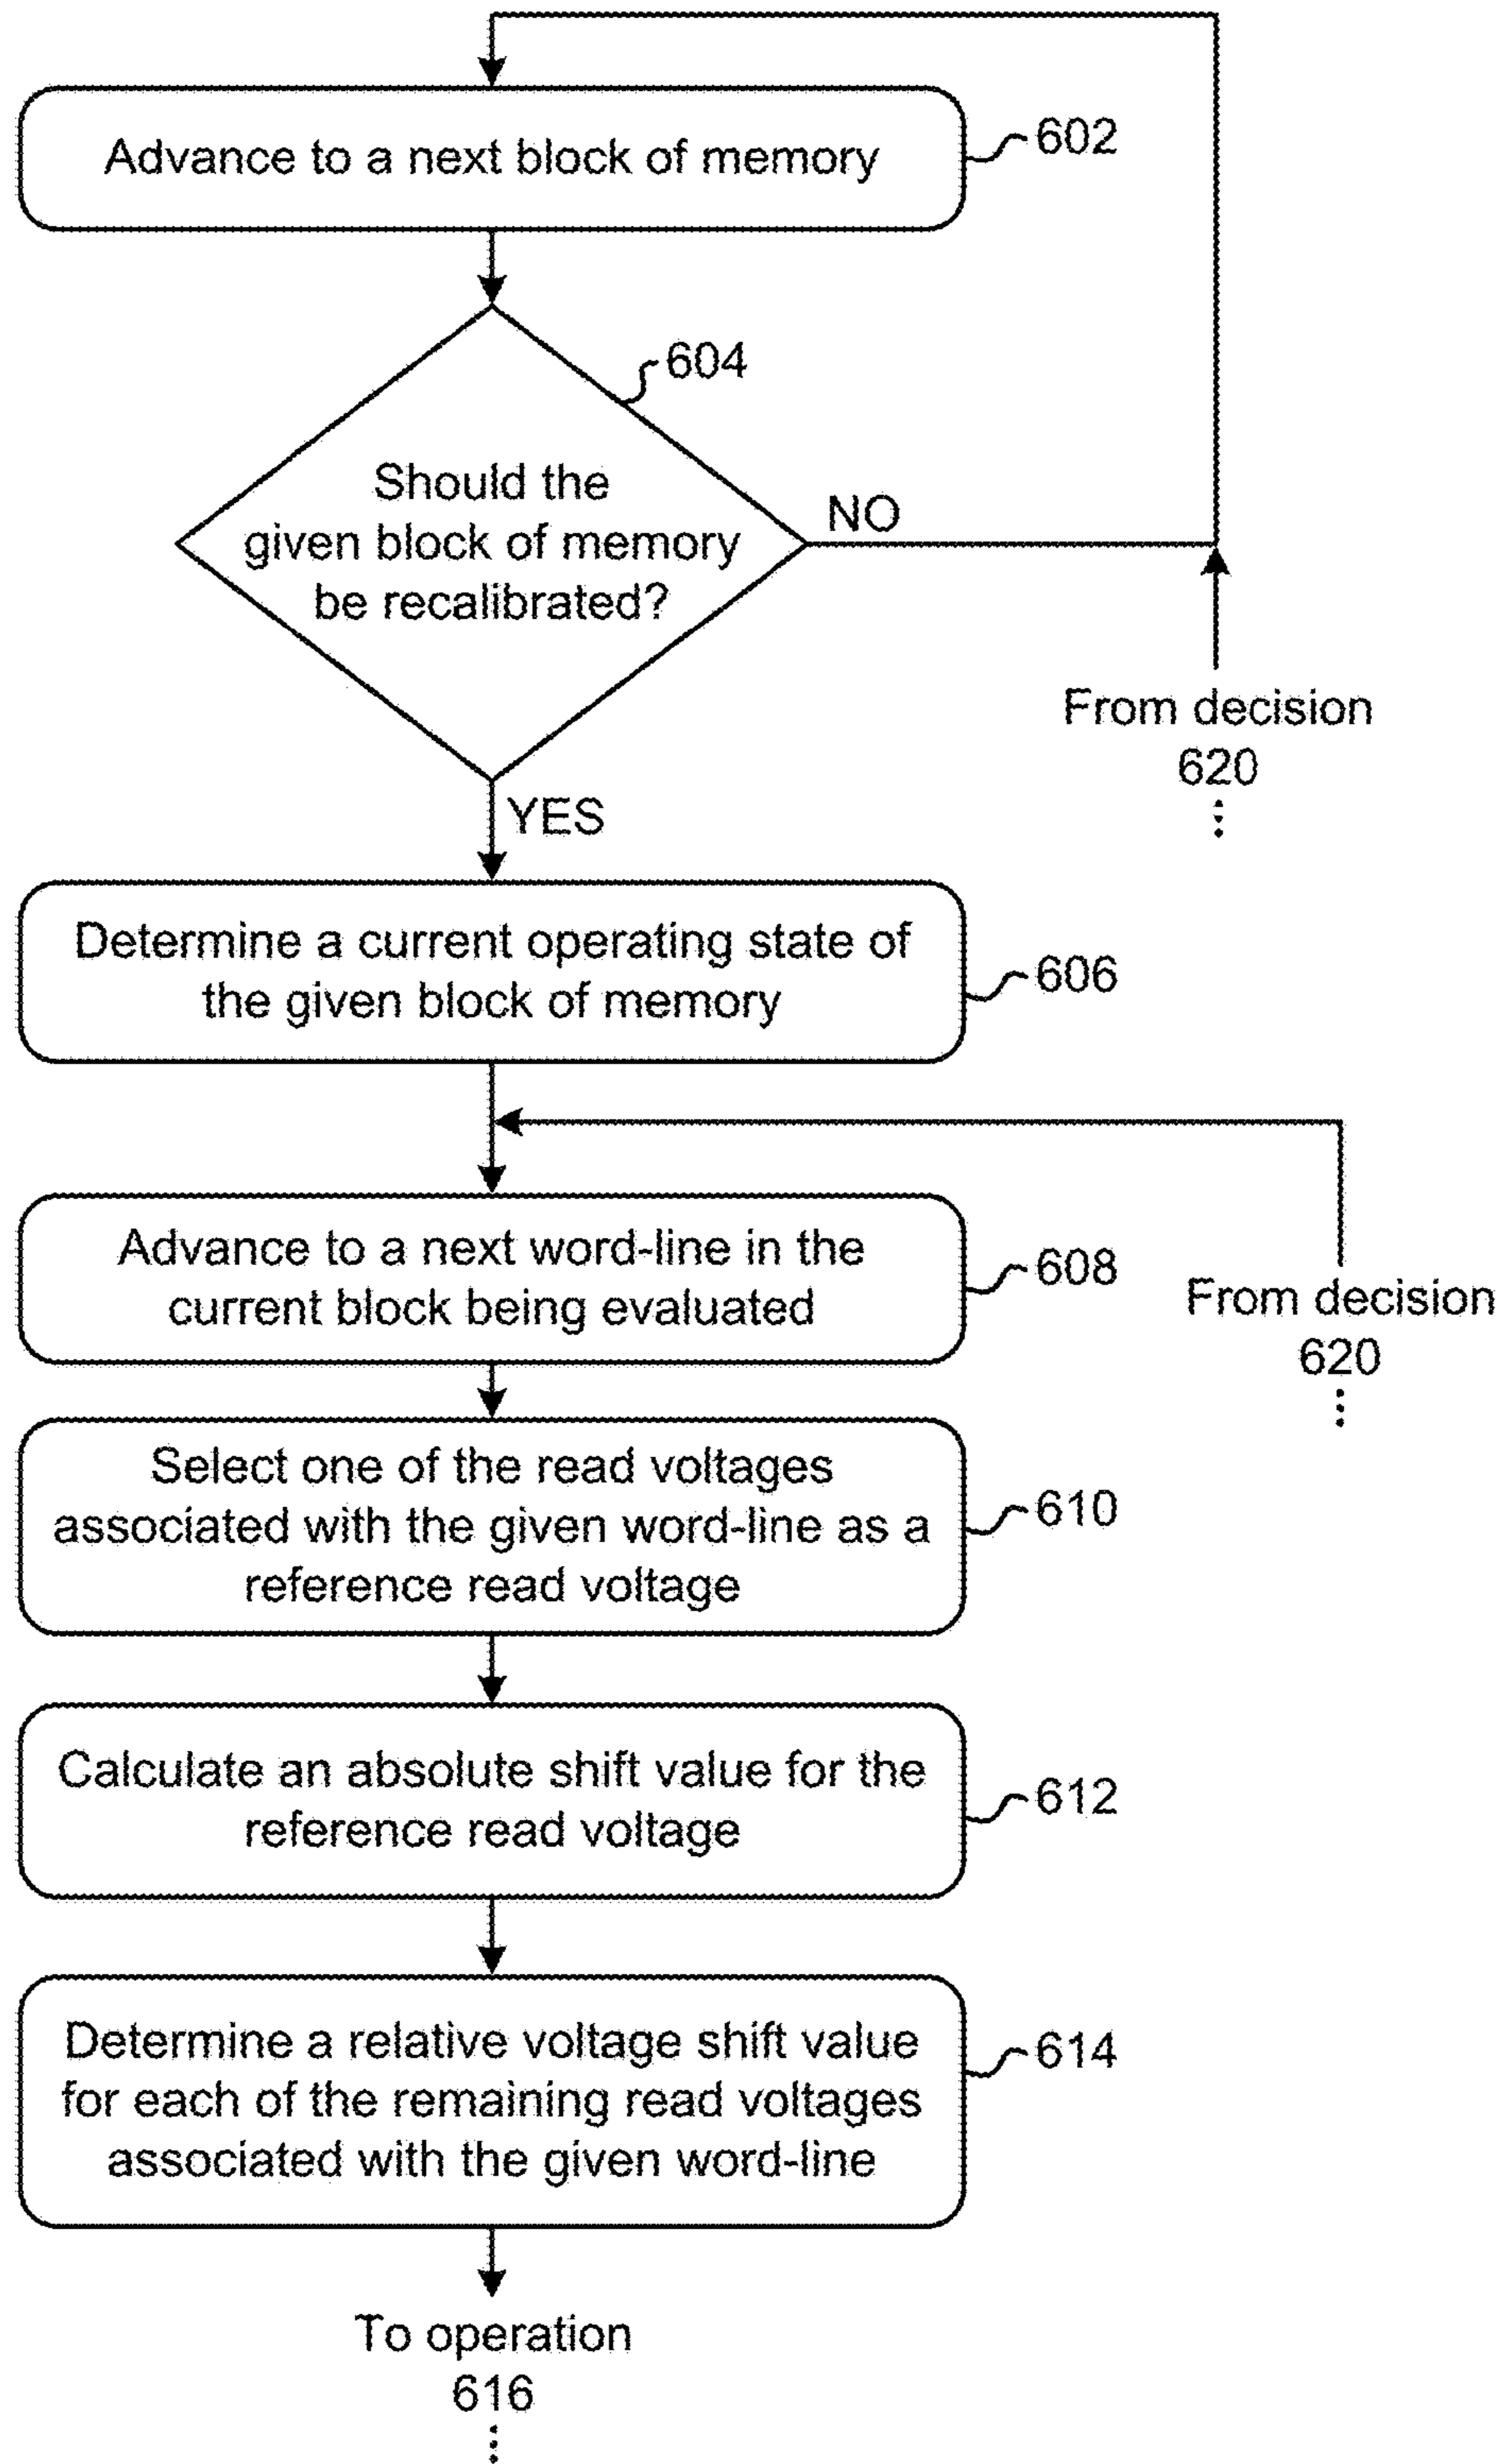 Advance to a next block of memory
602
604
Should the
given block of memory
be recalibrated?
NO
From decision
620
YES
Determine a current operating state of
the given block of memory
606
Advance to a next word-line in the
current block being evaluated
608
From decision
620
Select one of the read voltages
associated with the given word-line as a
reference read voltage
610
Calculate an absolute shift value for the
reference read voltage
612
Determine a relative voltage shift value
for each of the remaining read voltages
associated with the given word-line
614
To operation
616